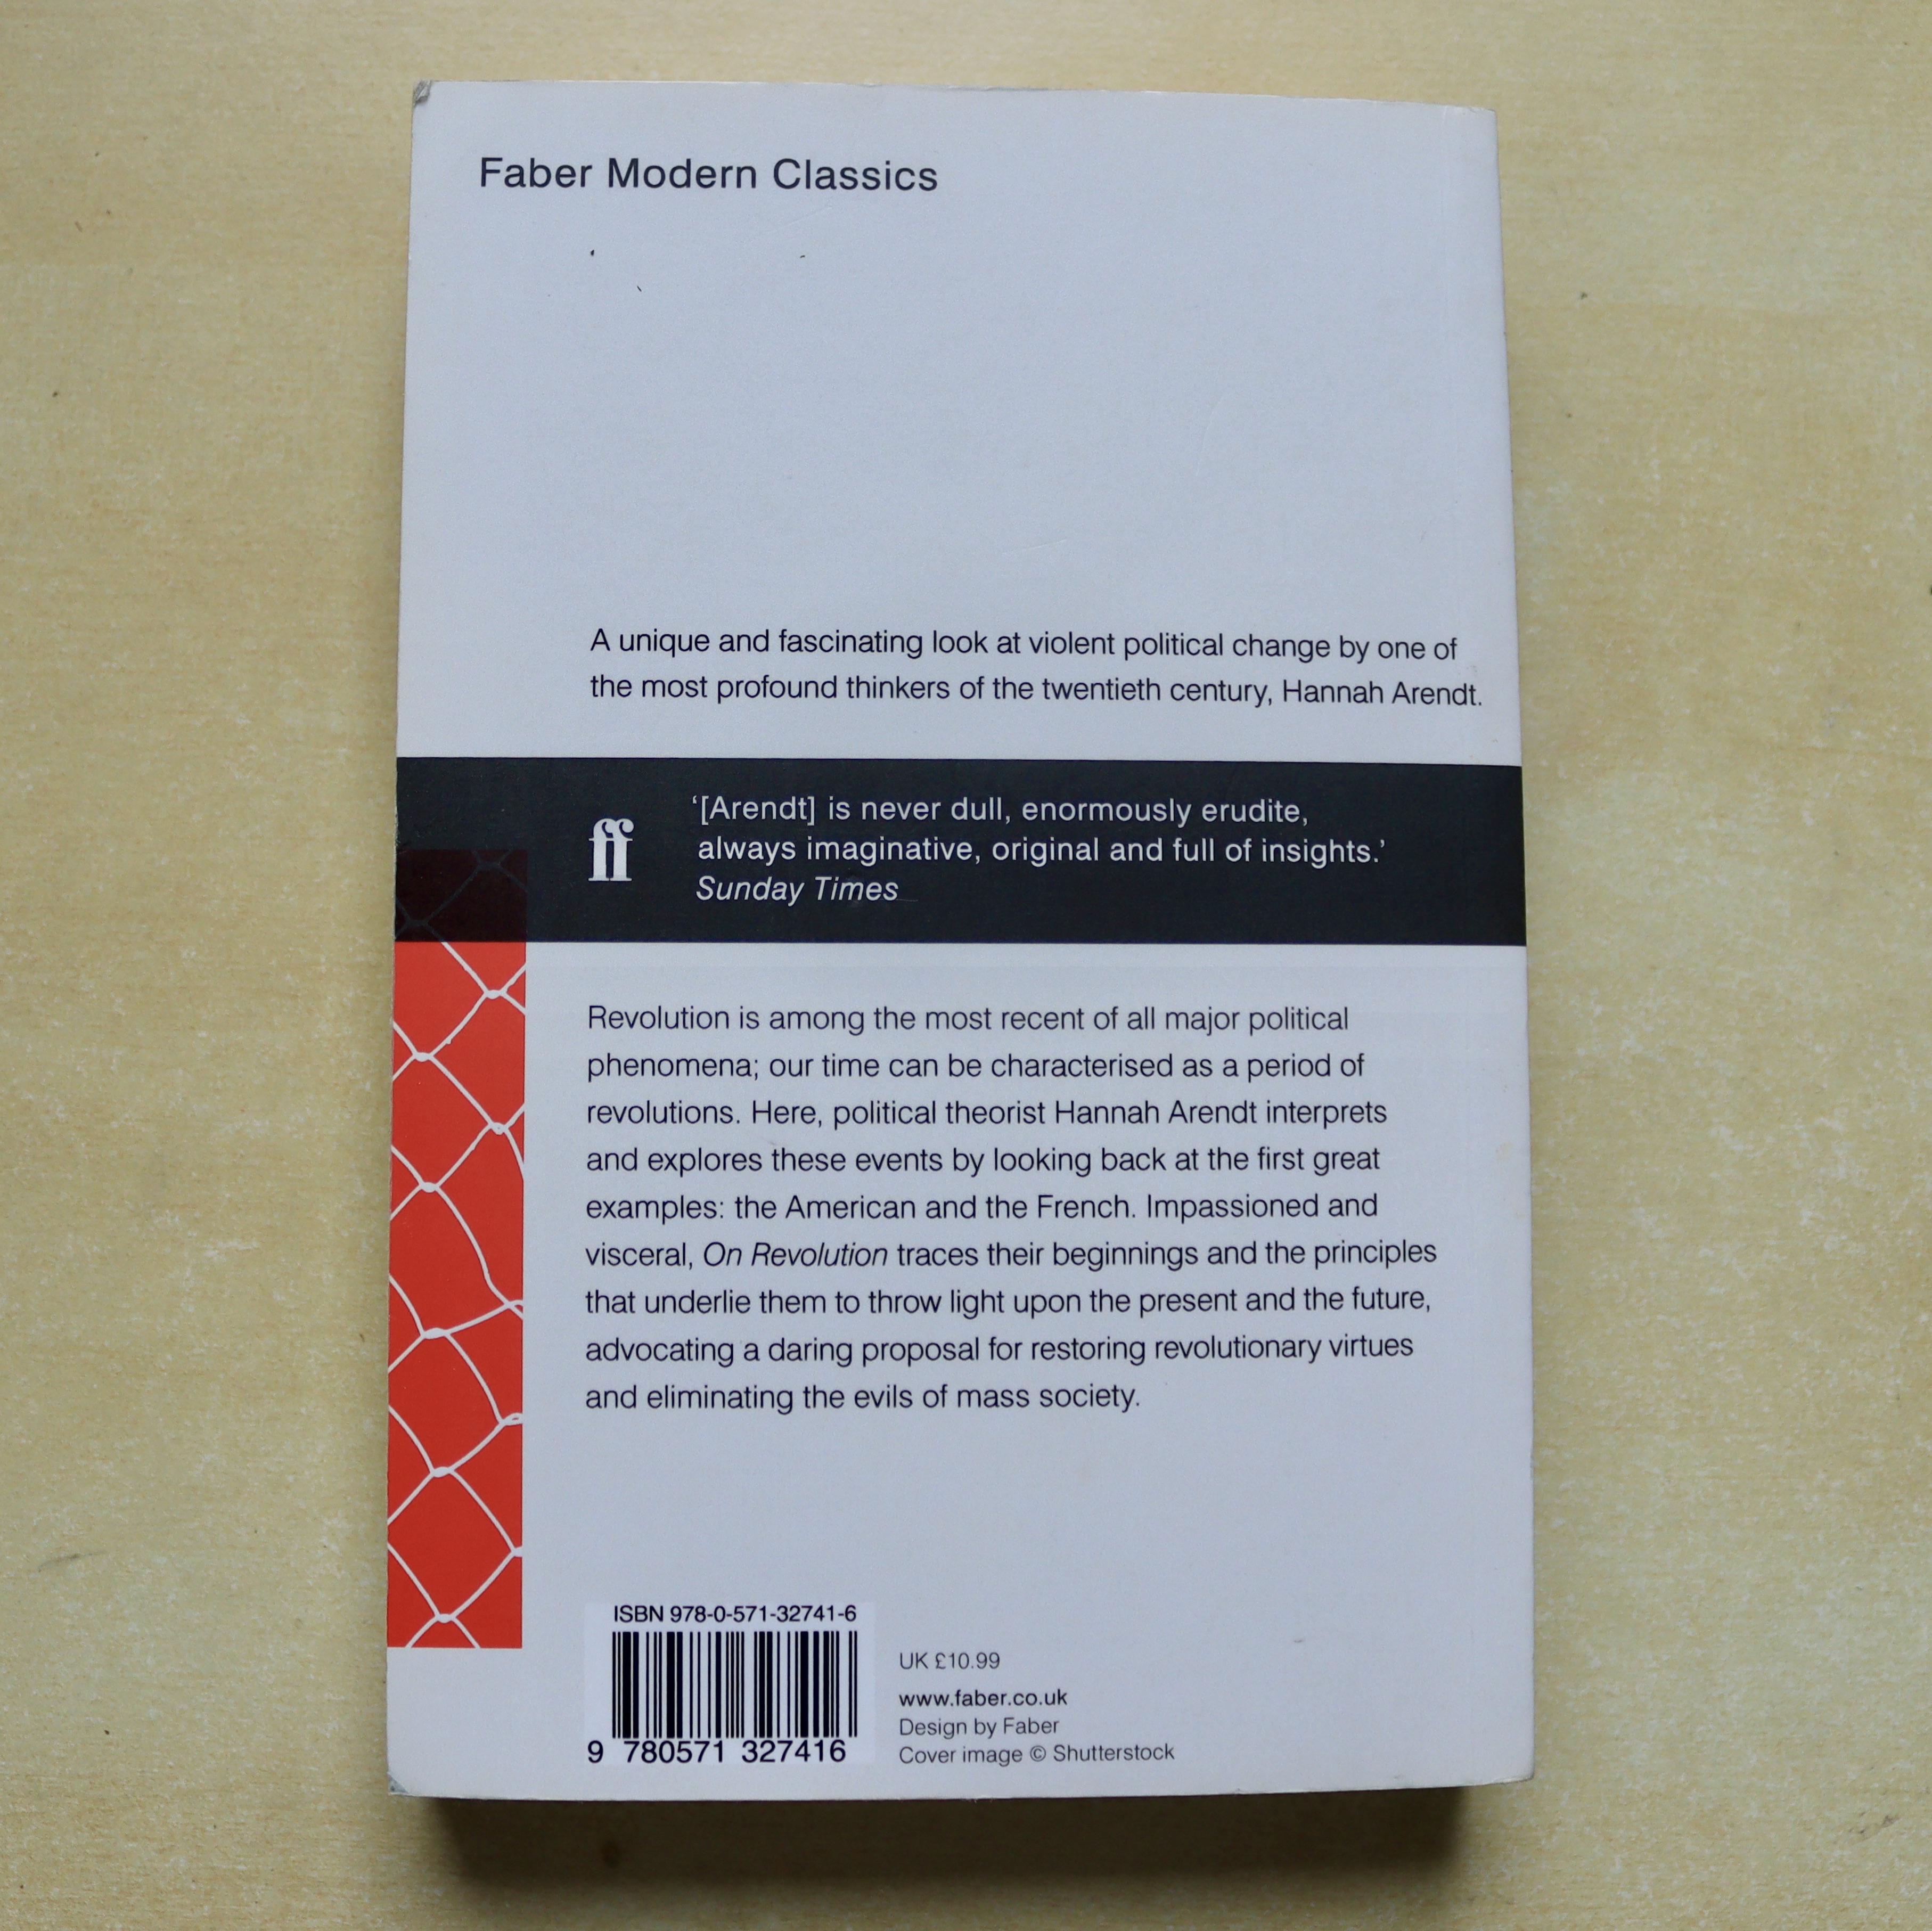 Faber Modern Classics
A unique and fascinating look at violent political change by one of
the most profound thinkers of the twentieth century, Hannah Arendt.
ff
‘[Arendt] is never dull, enormously erudite,
always imaginative, original and full of insights.’
Sunday Times
Revolution is among the most recent of all major political
phenomena; our time can be characterised as a period of
revolutions. Here, political theorist Hannah Arendt interprets
and explores these events by looking back at the first great
examples: the American and the French. Impassioned and
visceral, On Revolution traces their beginnings and the principles
that underlie them to throw light upon the present and the future,
advocating a daring proposal for restoring revolutionary virtues
and eliminating the evils of mass society.
ISBN 978-0-571-32741-6
9 780571 327416
UK £10.99
www.faber.co.uk
Design by Faber
Cover image © Shutterstock